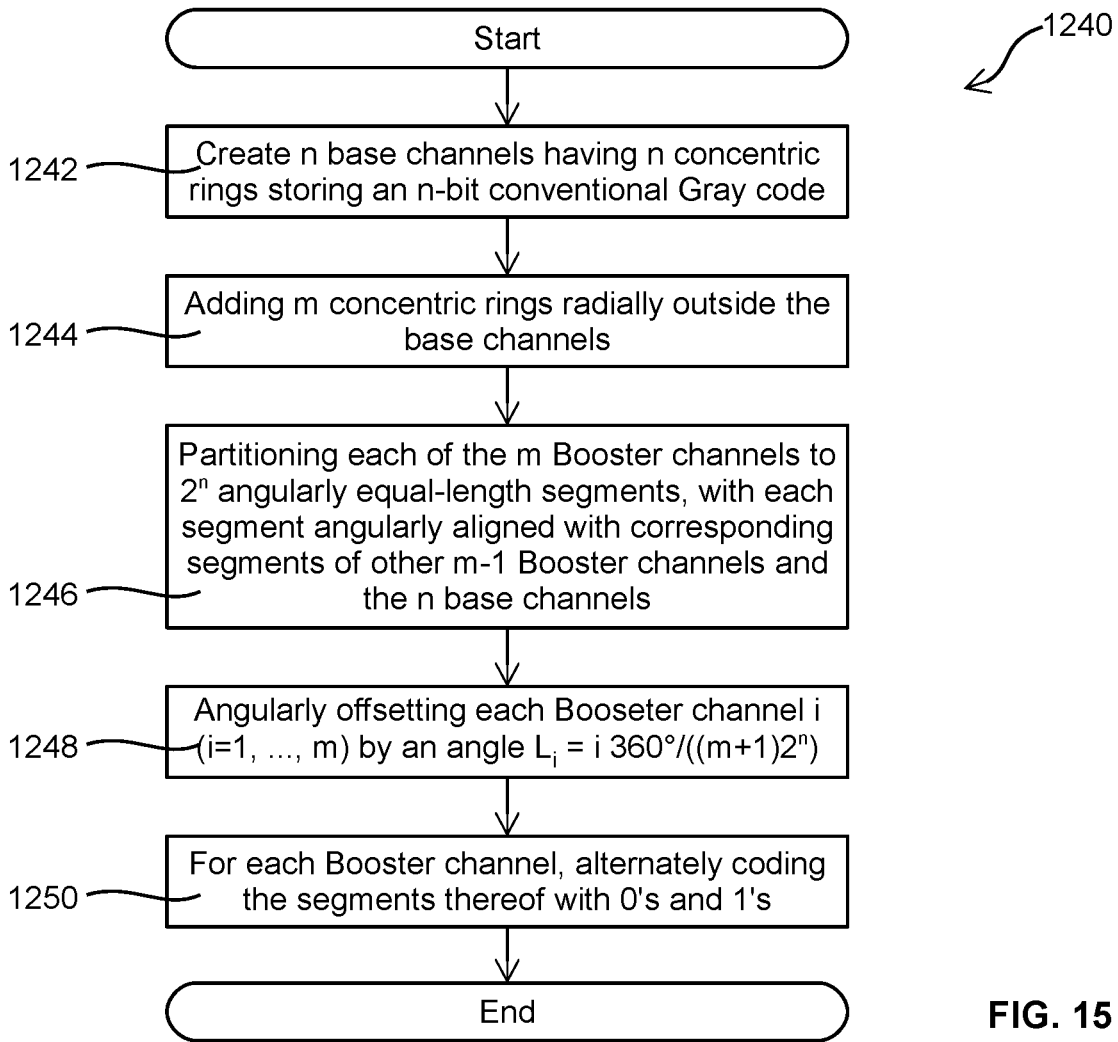 Start
1240
1242
Create n base channels having n concentric
rings storing an n-bit conventional Gray code
1244
Adding m concentric rings radially outside the
base channels
1246
Partitioning each of the m Booster channels to
2ⁿ angularly equal-length segments, with each
segment angularly aligned with corresponding
segments of other m-1 Booster channels and
the n base channels
1248
Angularly offsetting each Booseter channel i
(i=1, ..., m) by an angle Lᵢ = i 360°/((m+1)2ⁿ)
1250
For each Booster channel, alternately coding
the segments thereof with 0's and 1's
End
FIG. 15